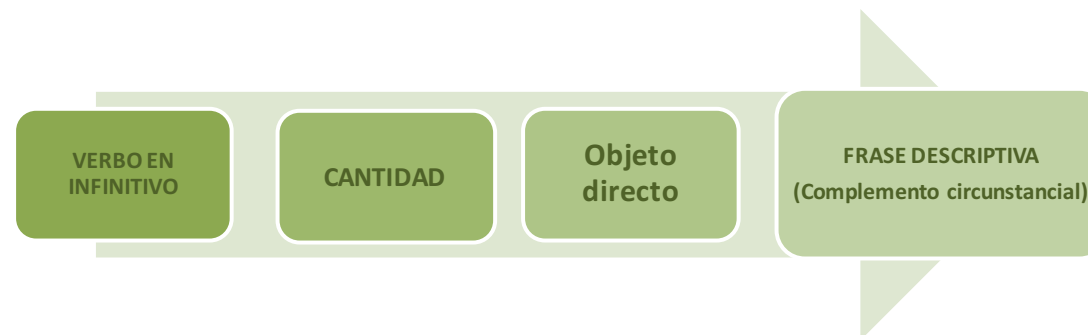 VERBO EN
INFINITIVO
CANTIDAD
Objeto
directo
FRASE DESCRIPTIVA
(Complemento circunstancial)